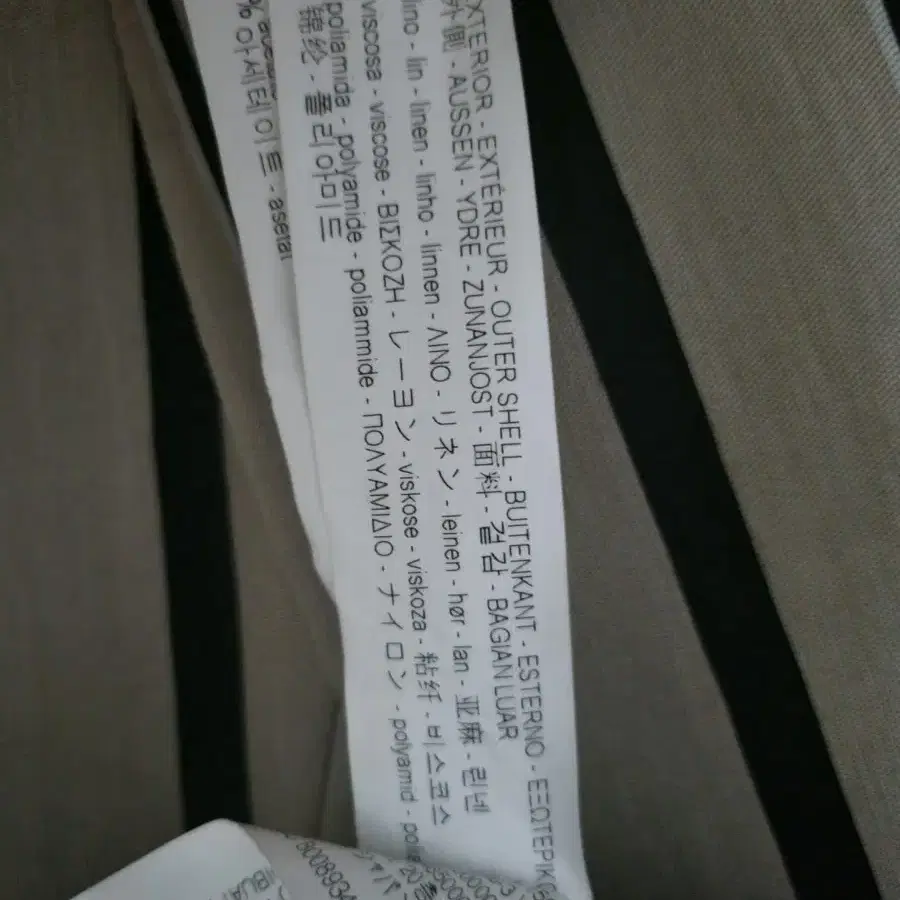 EXTERIOR - EXTÉRIEUR - OUTER SHELL - BUITENKANT - ESTERNO - ΕΞΩΤΕΡΙΚ
外側 - AUSSEN - YDRE - ZUNANJOST - 面料 - 겉감 - BAGIAN LUAR
lino - lin - linen - linho - linnen - ΛΙΝΟ - リネン - leinen - hør - lan - 亚麻 - 린넨
viscosa - viscose - ΒΙΣΚΟΖΗ - レーヨン - viskose - viskoza - 粘纤 - 비스코스
poliamida - polyamide - poliammide - ΠΟΛΥΑΜΙΔΙΟ - ナイロン - polyamid -
锦纶 - 폴리아미드
% 아세테이트 - asetat